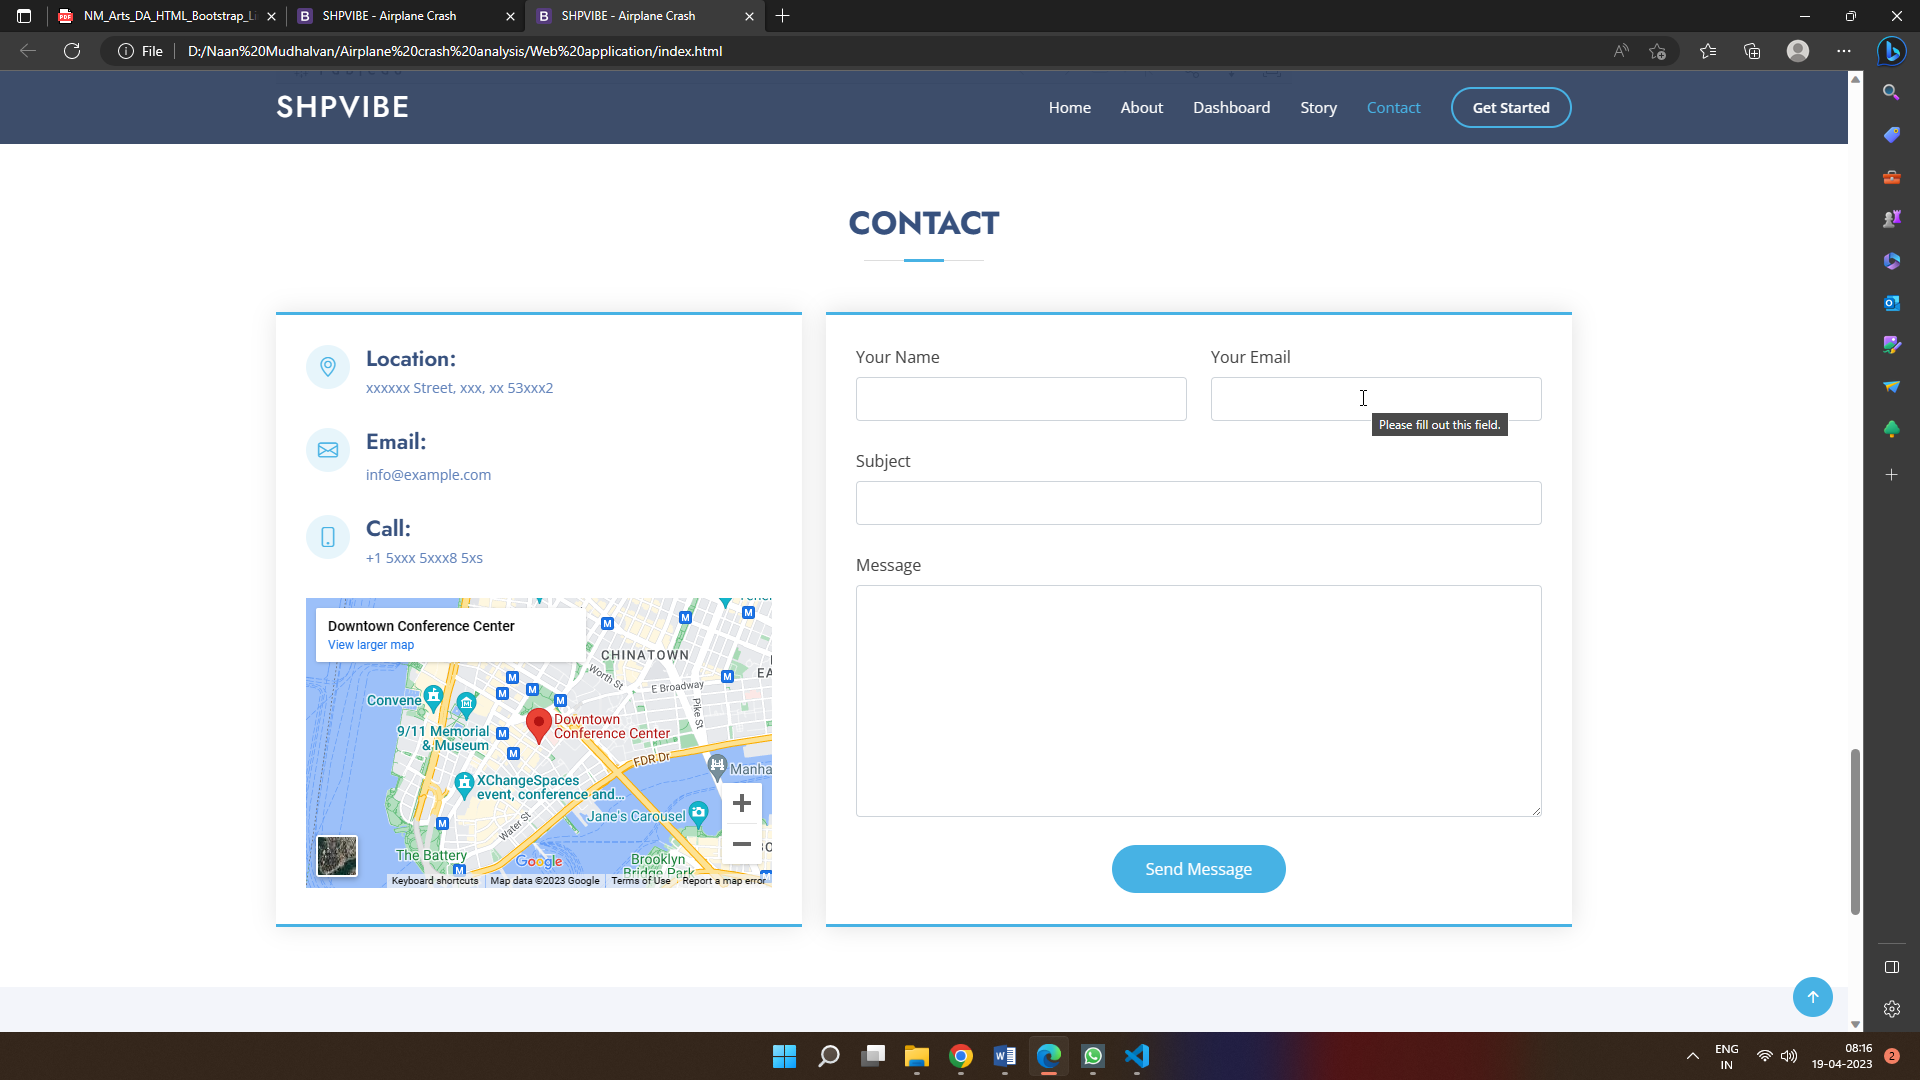 NM_Arts_DA_HTML_Bootstrap_Li
SHPVIBE - Airplane Crash
SHPVIBE - Airplane Crash
File
D:/Naan%20Mudhalvan/Airplane%20crash%20analysis/Web%20application/index.html
SHPVIBE
Home
About
Dashboard
Story
Contact
Get Started
CONTACT
Location:
xxxxxx Street, xxx, xx 53xxx2
Email:
info@example.com
Call:
+1 5xxx 5xxx8 5xs
Downtown Conference Center
View larger map
CHINATOWN
Worth St
E Broadway
Pike St
EA
Convene
9/11 Memorial
& Museum
Downtown
Conference Center
FDR Dr
Manha
XChangeSpaces
event, conference and...
Jane's Carousel
Water St
The Battery
Google
Brooklyn
Bridge Park
Keyboard shortcuts
Map data ©2023 Google
Terms of Use
Report a map error
Your Name
Your Email
Please fill out this field.
Subject
Message
Send Message
ENG
IN
08:16
19-04-2023
2